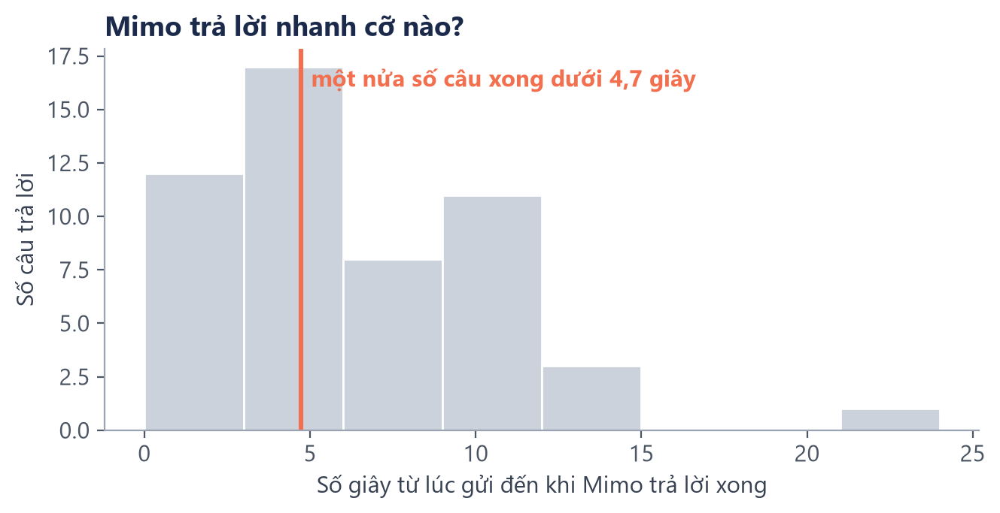 Mimo trả lời nhanh cỡ nào?
một nửa số câu xong dưới 4,7 giây
Số câu trả lời
17.5
15.0
12.5
10.0
7.5
5.0
2.5
0.0
0 5 10 15 20 25
Số giây từ lúc gửi đến khi Mimo trả lời xong